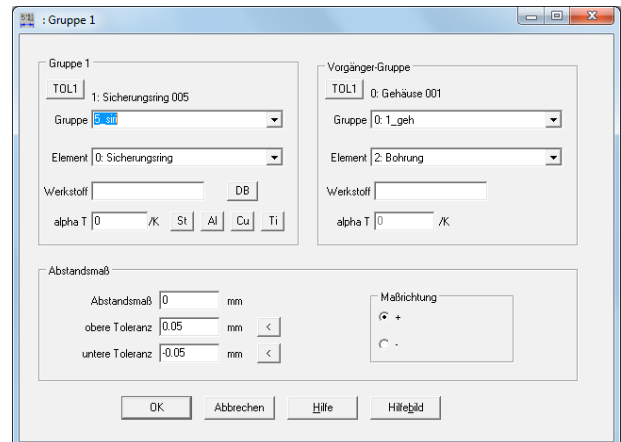 : Gruppe 1
Gruppe 1
TOL1
1: Sicherungsring 005
Gruppe 5_siri
Element 0: Sicherungsring
Werkstoff DB
alpha T 0 /K St Al Cu Ti
Vorgänger-Gruppe
TOL1
0: Gehäuse 001
Gruppe 0: 1_geh
Element 2: Bohrung
Werkstoff
alpha T 0 /K
Abstandsmaß
Abstandsmaß 0 mm
obere Toleranz 0.05 mm <
untere Toleranz -0.05 mm <
Maßrichtung
+
-
OK Abbrechen Hilfe Hilfebild